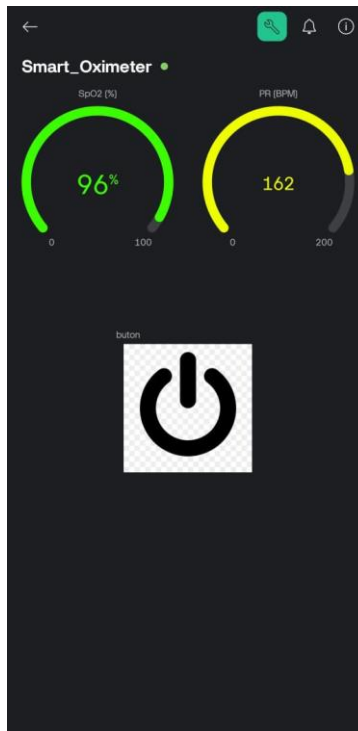 Smart_Oximeter
SpO2 (%)
PR (BPM)
96%
162
0
100
0
200
buton